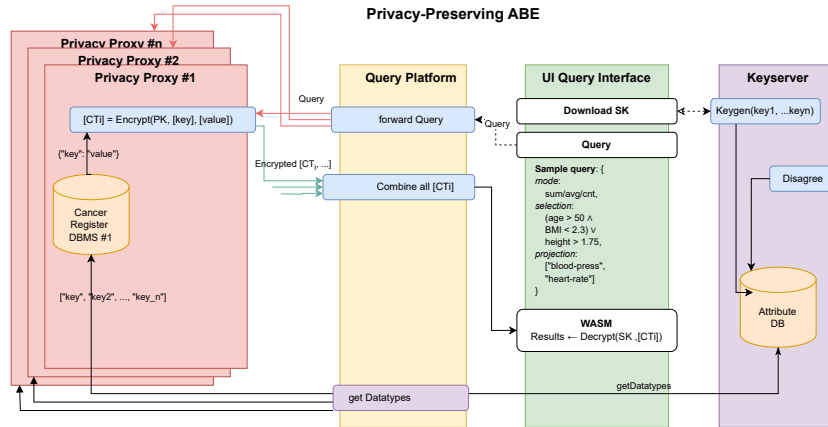 Privacy-Preserving ABE
Privacy Proxy #n
Privacy Proxy #2
Privacy Proxy #1
[CTi] = Encrypt(PK, [key], [value])
{"key": "value"}
Cancer
Register
DBMS #1
["key", "key2", ..., "key_n"]
Query
Encrypted [CTi, ...]
Query Platform
forward Query
Combine all [CTi]
get Datatypes
Query
UI Query Interface
Download SK
Query
Sample query: {
mode:
sum/avg/cnt,
selection:
(age > 50 ∧
BMI < 2.3) ∨
height > 1.75,
projection:
["blood-press",
"heart-rate"]
}
WASM
Results ← Decrypt(SK ,[CTi])
getDatatypes
Keyserver
Keygen(key1, ...keyn)
Disagree
Attribute
DB